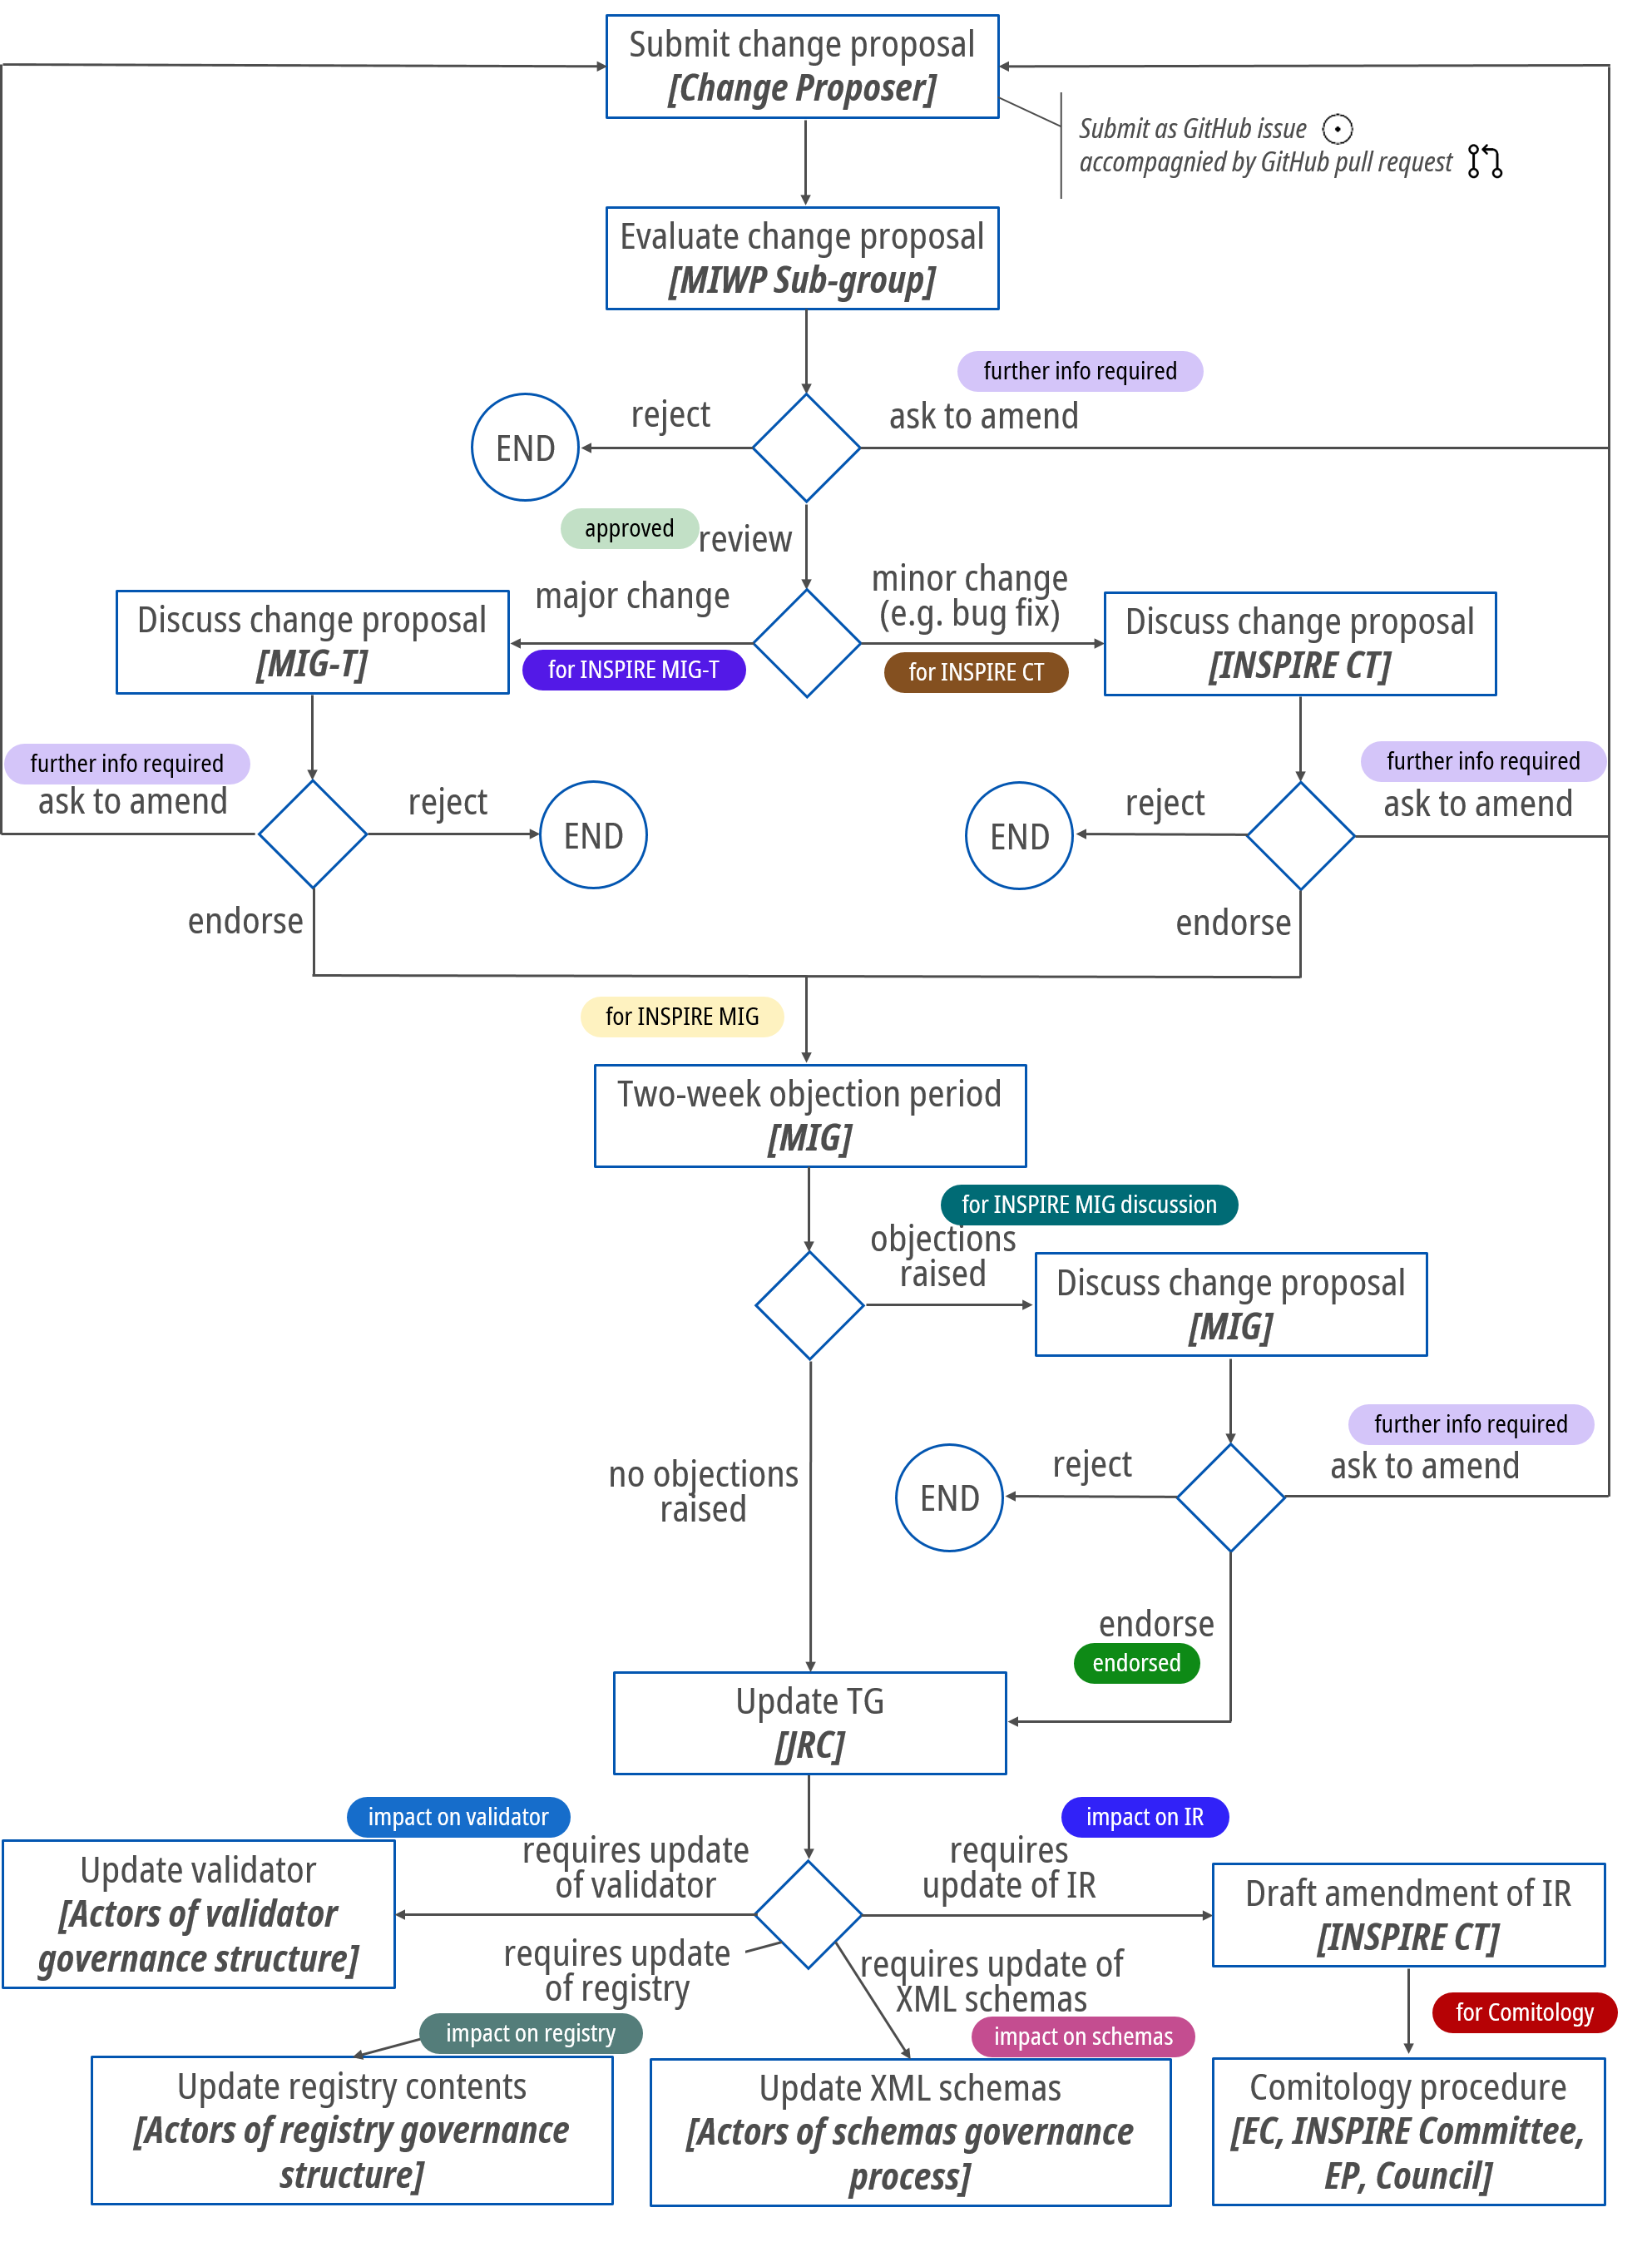 Submit change proposal
[Change Proposer]
Submit as GitHub issue
accompagnied by GitHub pull request
Evaluate change proposal
[MIWP Sub-group]
further info required
reject
ask to amend
END
approved
review
major change
minor change
(e.g. bug fix)
for INSPIRE MIG-T
for INSPIRE CT
Discuss change proposal
[MIG-T]
Discuss change proposal
[INSPIRE CT]
further info required
ask to amend
reject
END
END
reject
further info required
ask to amend
endorse
endorse
for INSPIRE MIG
Two-week objection period
[MIG]
for INSPIRE MIG discussion
objections
raised
Discuss change proposal
[MIG]
no objections
raised
further info required
reject
ask to amend
END
endorse
endorsed
Update TG
[JRC]
impact on validator
impact on IR
requires update
of validator
requires
update of IR
Update validator
[Actors of validator
governance structure]
Draft amendment of IR
[INSPIRE CT]
requires update
of registry
requires update of
XML schemas
for Comitology
impact on registry
impact on schemas
Update registry contents
[Actors of registry governance
structure]
Update XML schemas
[Actors of schemas governance
process]
Comitology procedure
[EC, INSPIRE Committee,
EP, Council]